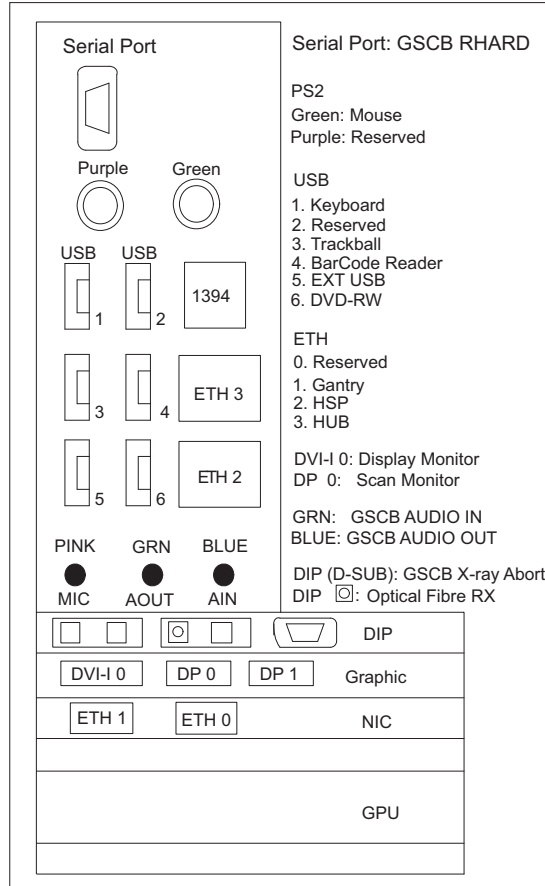 Serial Port
Purple Green
USB USB
1 2 1394
3 4 ETH 3
5 6 ETH 2
PINK GRN BLUE
MIC AOUT AIN
DIP
DVI-I 0 DP 0 DP 1 Graphic
ETH 1 ETH 0 NIC
GPU
Serial Port: GSCB RHARD
PS2
Green: Mouse
Purple: Reserved
USB
1. Keyboard
2. Reserved
3. Trackball
4. BarCode Reader
5. EXT USB
6. DVD-RW
ETH
0. Reserved
1. Gantry
2. HSP
3. HUB
DVI-I 0: Display Monitor
DP 0: Scan Monitor
GRN: GSCB AUDIO IN
BLUE: GSCB AUDIO OUT
DIP (D-SUB): GSCB X-ray Abort
DIP : Optical Fibre RX